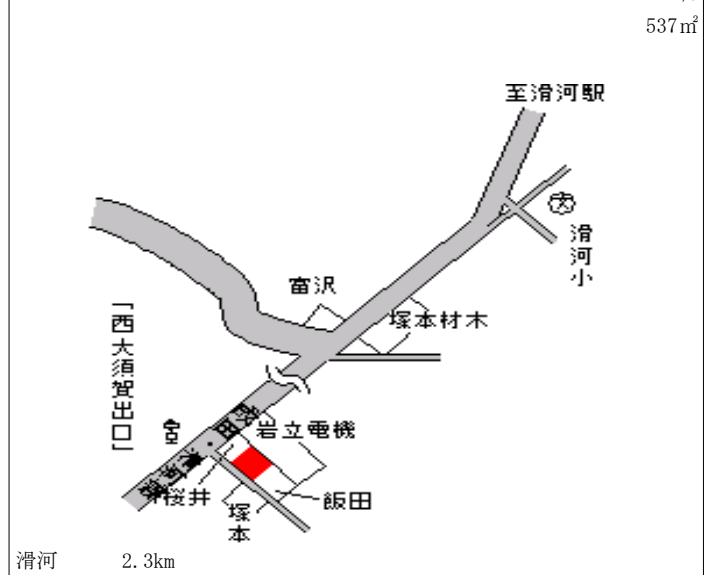 537㎡
至滑河駅
文
滑河小
富沢
塚本材木
「西大須賀出口」
岩立電機
桜井
塚本
飯田
滑河 2.3km